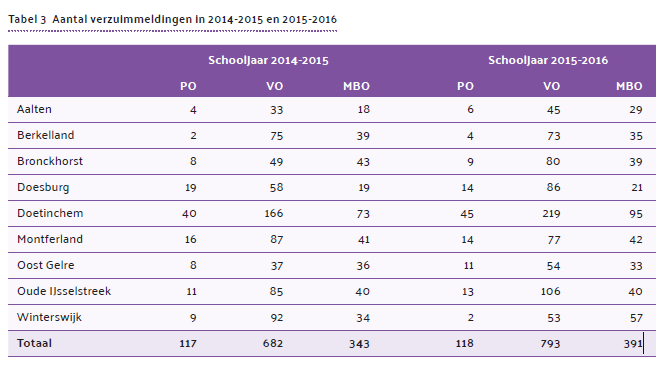 Tabel 3 Aantal verzuimmeldingen in 2014-2015 en 2015-2016
Schooljaar 2014-2015 Schooljaar 2015-2016
PO VO MBO PO VO MBO
Aalten 4 33 18 6 45 29
Berkelland 2 75 39 4 73 35
Bronckhorst 8 49 43 9 80 39
Doesburg 19 58 19 14 86 21
Doetinchem 40 166 73 45 219 95
Montferland 16 87 41 14 77 42
Oost Gelre 8 37 36 11 54 33
Oude IJsselstreek 11 85 40 13 106 40
Winterswijk 9 92 34 2 53 57
Totaal 117 682 343 118 793 391